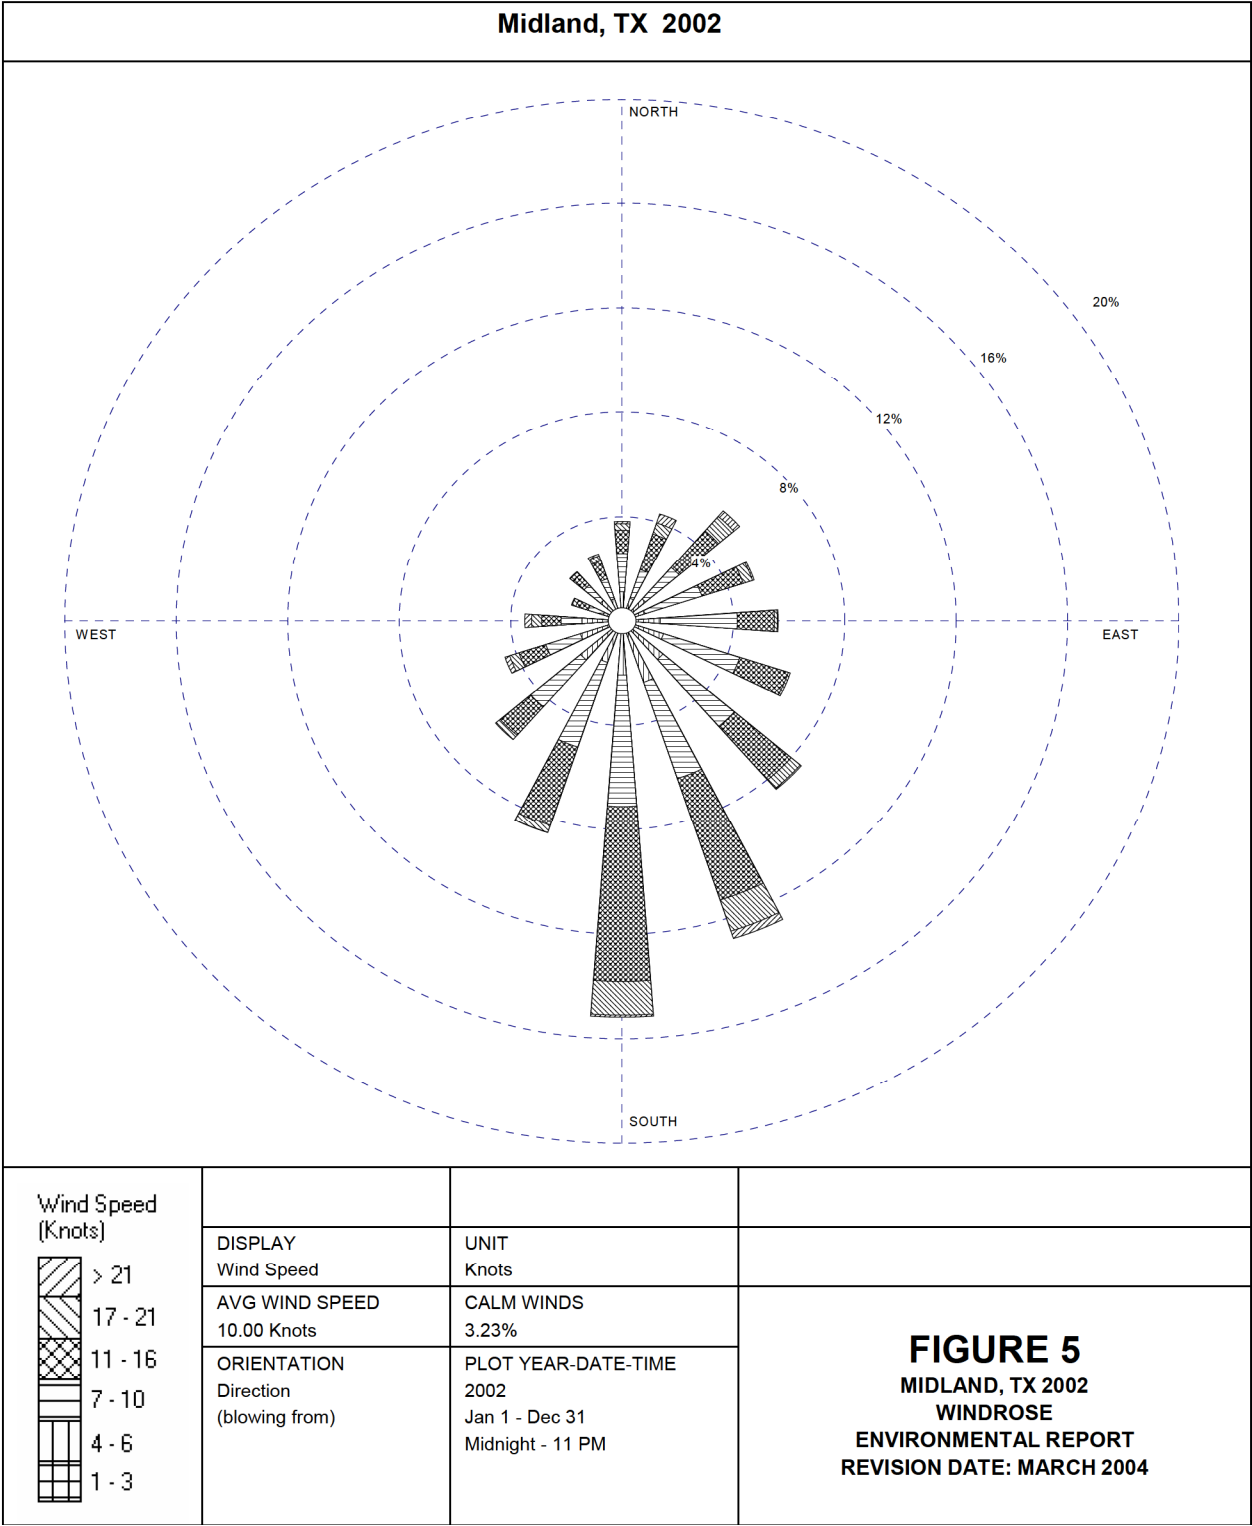 Midland, TX 2002
NORTH
20%
16%
12%
8%
4%
WEST
EAST
SOUTH
Wind Speed
(Knots)
> 21
17 - 21
11 - 16
7 - 10
4 - 6
1 - 3
DISPLAY
Wind Speed
UNIT
Knots
AVG WIND SPEED
10.00 Knots
CALM WINDS
3.23%
ORIENTATION
Direction
(blowing from)
PLOT YEAR-DATE-TIME
2002
Jan 1 - Dec 31
Midnight - 11 PM
FIGURE 5
MIDLAND, TX 2002
WINDROSE
ENVIRONMENTAL REPORT
REVISION DATE: MARCH 2004